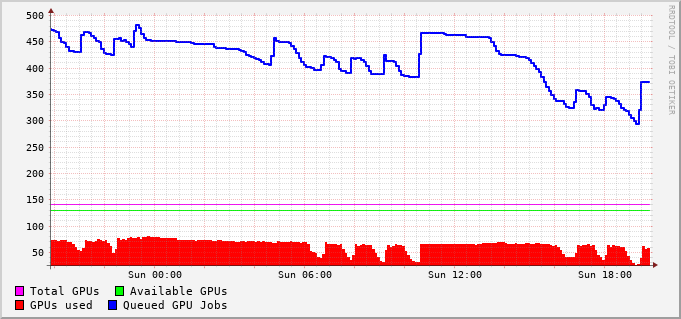 500
450
400
350
300
250
200
150
100
50
Sun 00:00 Sun 06:00 Sun 12:00 Sun 18:00
Total GPUs Available GPUs
GPUs used Queued GPU Jobs
RRDTOOL / TOBI OETIKER